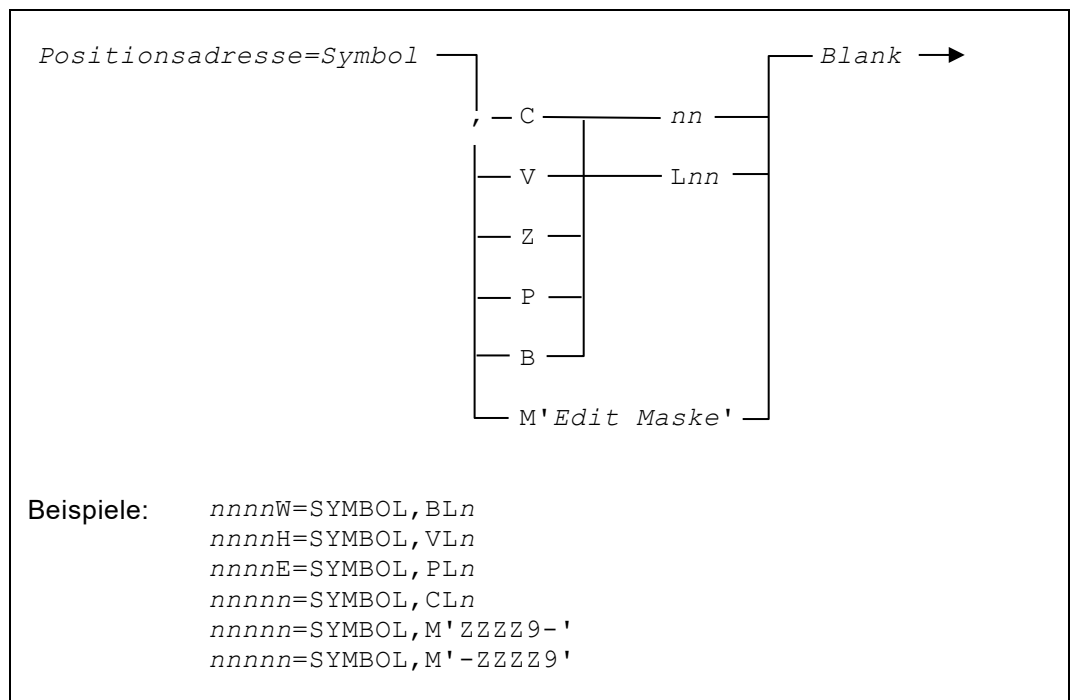 Positionsadresse=Symbol Blank
, C nn
V Lnn
Z
P
B
M'Edit Maske'
Beispiele: nnnnW=SYMBOL,BLn
nnnnH=SYMBOL,VLn
nnnnE=SYMBOL,PLn
nnnnn=SYMBOL,CLn
nnnnn=SYMBOL,M'ZZZZ9-'
nnnnn=SYMBOL,M'-ZZZZ9'